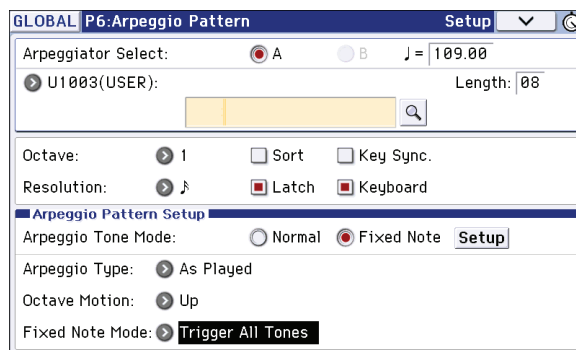 GLOBAL P6:Arpeggio Pattern Setup
Arpeggiator Select: A B ♩= 109.00
U1003(USER): Length: 08
Octave: 1 Sort Key Sync.
Resolution: Latch Keyboard
Arpeggio Pattern Setup
Arpeggio Tone Mode: Normal Fixed Note Setup
Arpeggio Type: As Played
Octave Motion: Up
Fixed Note Mode: Trigger All Tones